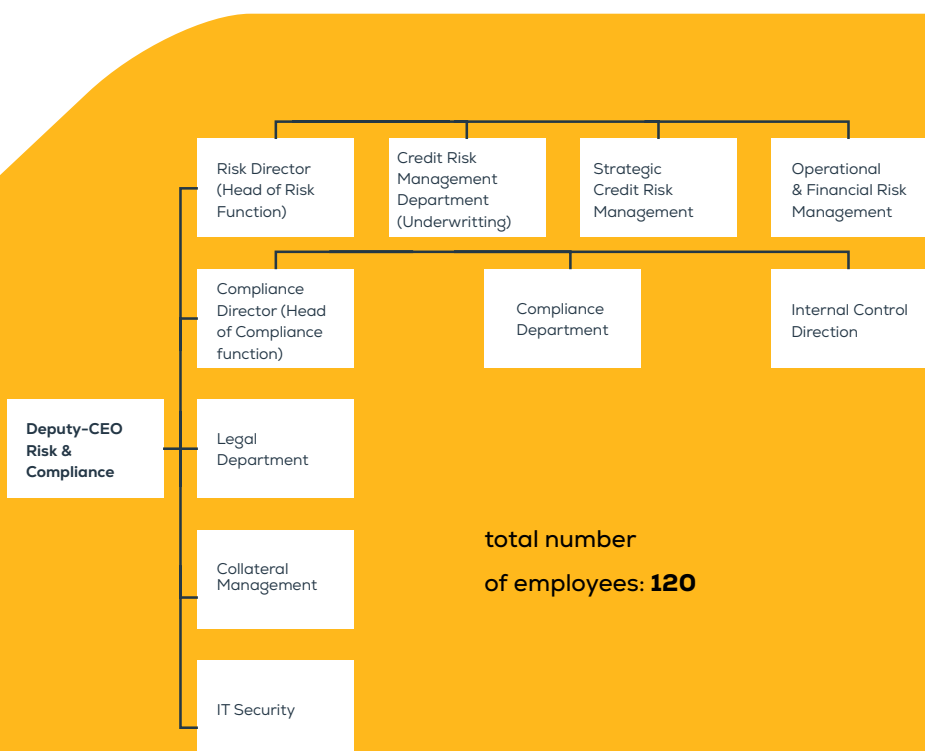 Risk Director
(Head of Risk
Function)
Credit Risk
Management
Department
(Underwritting)
Strategic
Credit Risk
Management
Operational
& Financial Risk
Management
Compliance
Director (Head
of Compliance
function)
Compliance
Department
Internal Control
Direction
Deputy-CEO
Risk &
Compliance
Legal
Department
Collateral
Management
IT Security
total number
of employees: 120